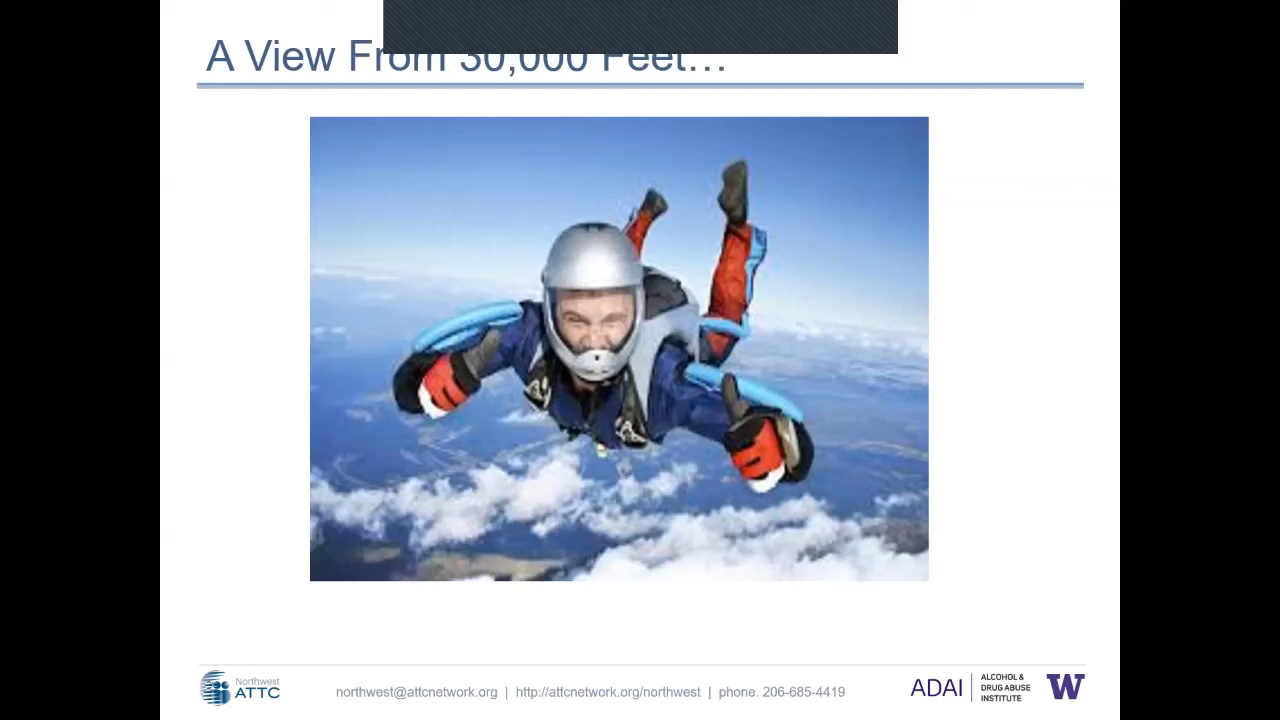 A View From 30,000 Feet…
Northwest
ATTC
northwest@attcnetwork.org | http://attcnetwork.org/northwest | phone. 206-685-4419
ADAI
ALCOHOL &
DRUG ABUSE
INSTITUTE
W